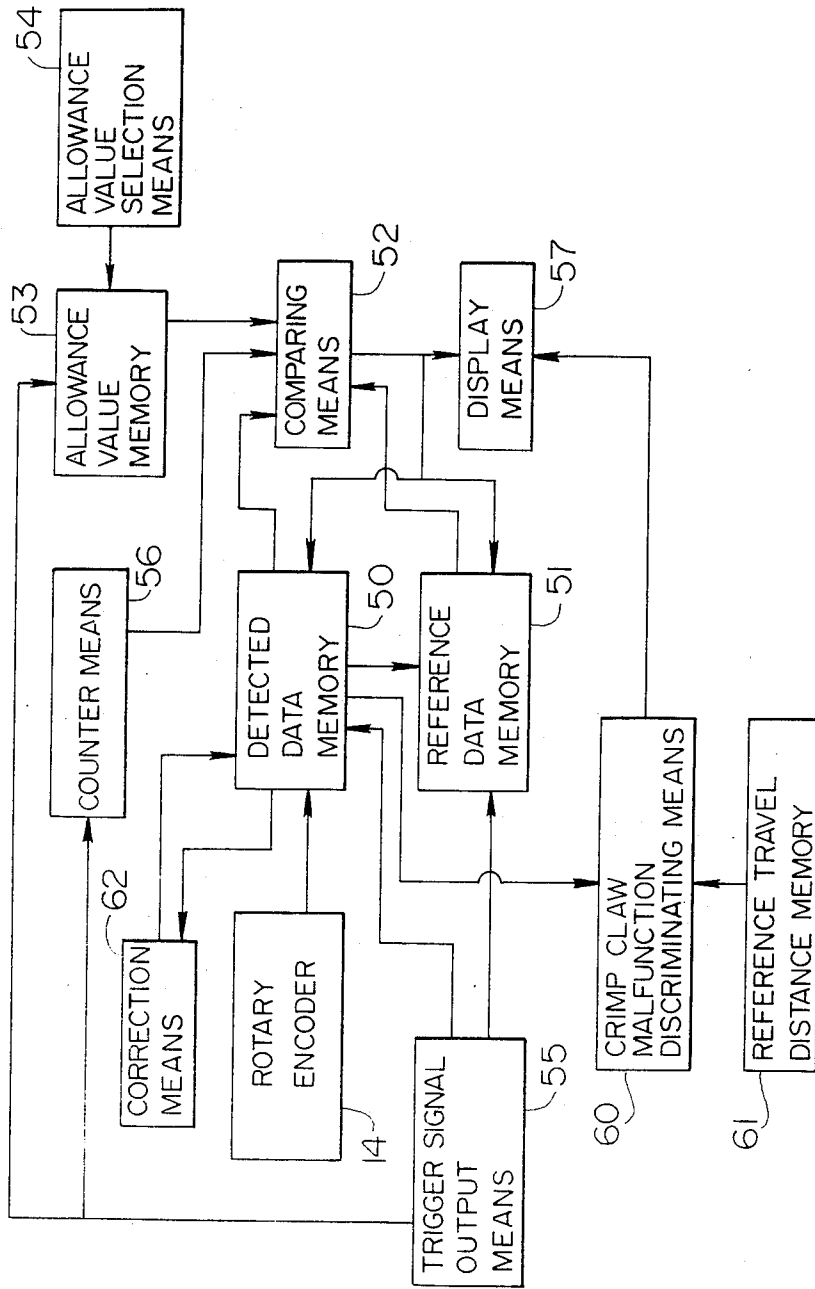 54
ALLOWANCE
VALUE
SELECTION
MEANS
53
ALLOWANCE
VALUE
MEMORY
COMPARING
MEANS
52
DISPLAY
MEANS
57
COUNTER MEANS
56
DETECTED
DATA
MEMORY
50
REFERENCE
DATA
MEMORY
51
62
CORRECTION
MEANS
ROTARY
ENCODER
14
TRIGGER SIGNAL
OUTPUT
MEANS
55
CRIMP CLAW
MALFUNCTION
DISCRIMINATING MEANS
60
REFERENCE TRAVEL
DISTANCE MEMORY
61